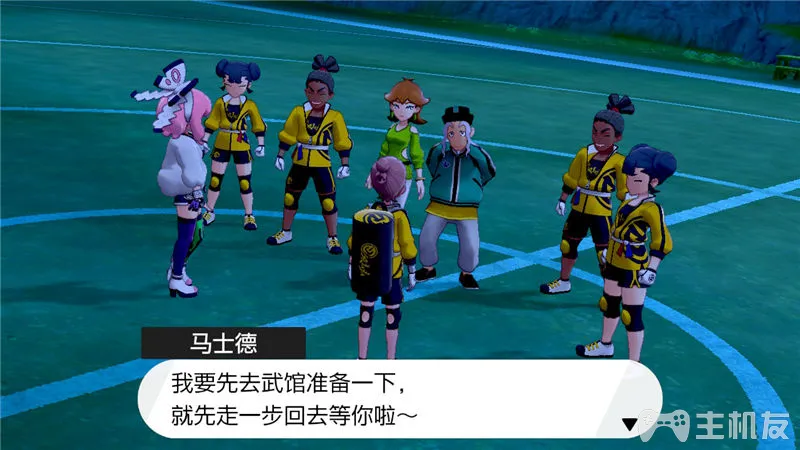 马士德
我要先去武馆准备一下，
就先走一步回去等你啦～
主机友